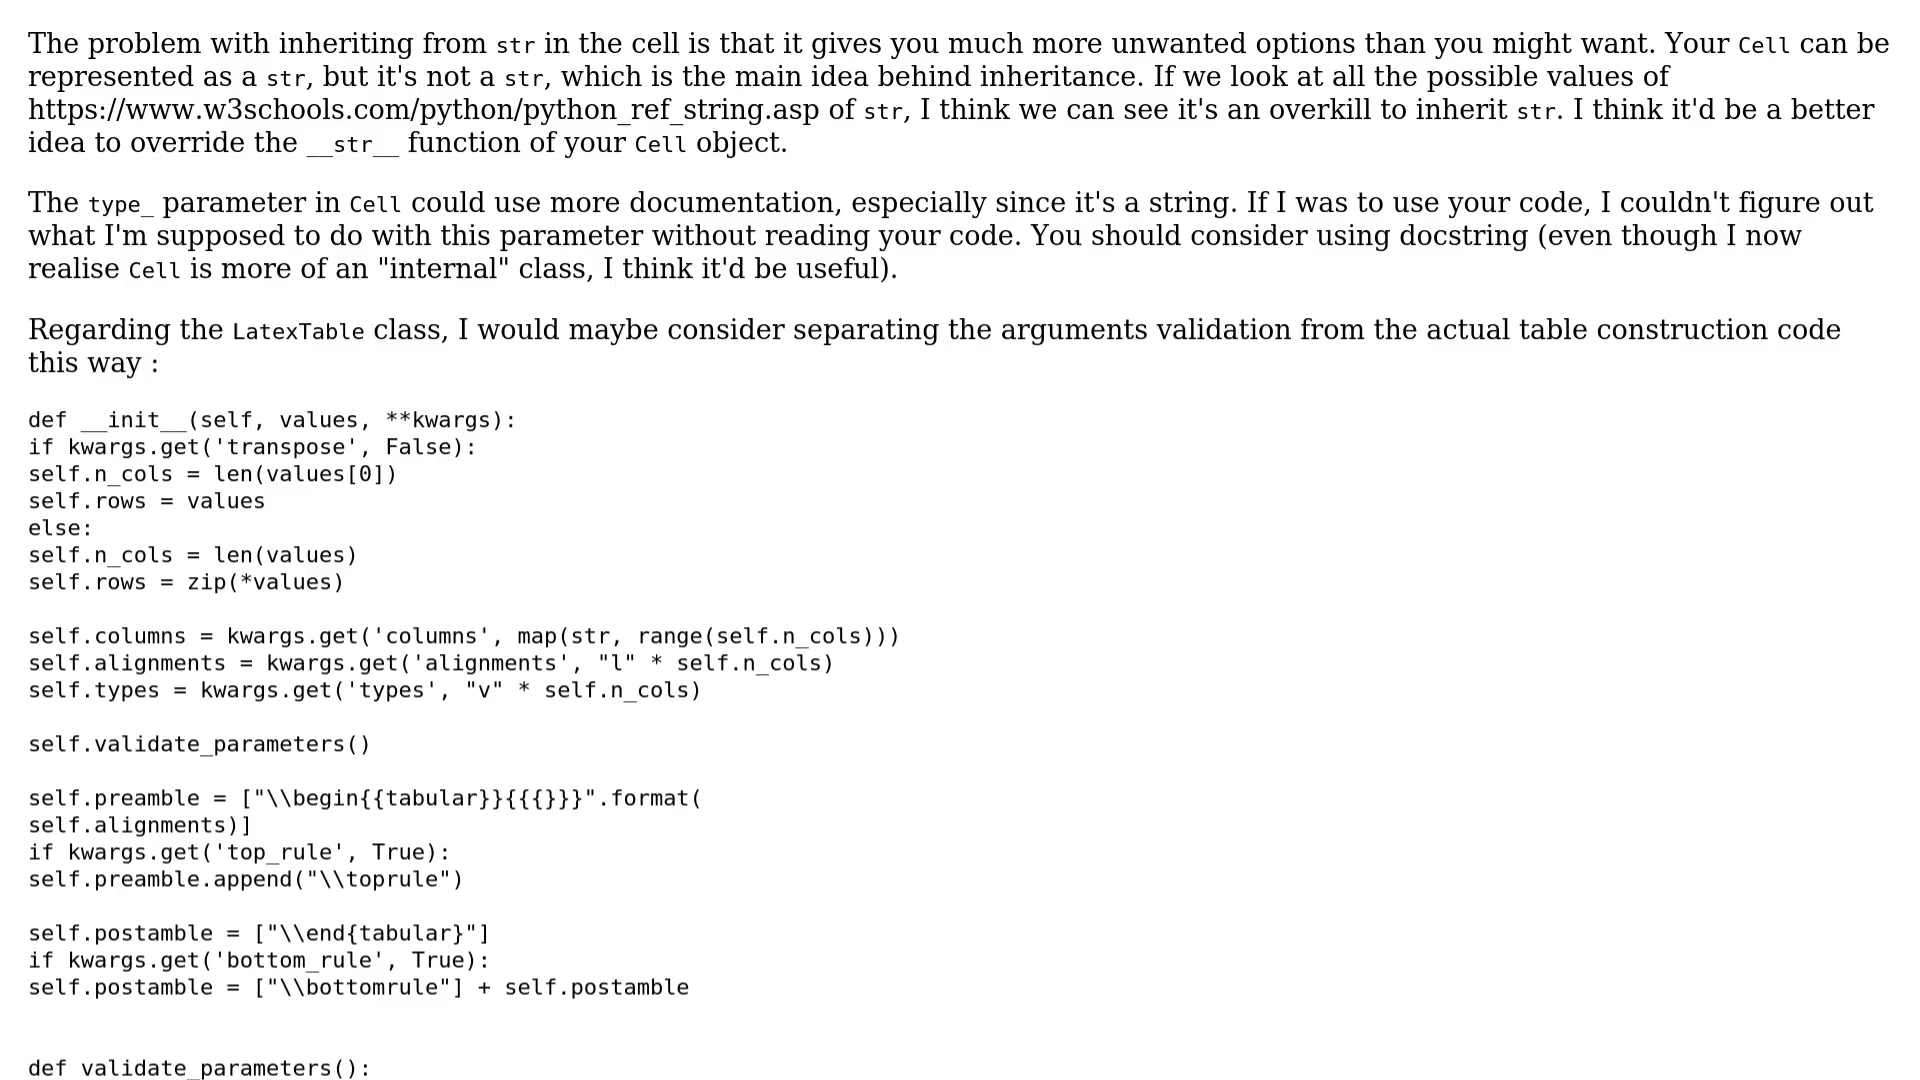 The problem with inheriting from str in the cell is that it gives you much more unwanted options than you might want. Your Cell can be
represented as a str, but it's not a str, which is the main idea behind inheritance. If we look at all the possible values of
https://www.w3schools.com/python/python_ref_string.asp of str, I think we can see it's an overkill to inherit str. I think it'd be a better
idea to override the __str__ function of your Cell object.
The type_ parameter in Cell could use more documentation, especially since it's a string. If I was to use your code, I couldn't figure out
what I'm supposed to do with this parameter without reading your code. You should consider using docstring (even though I now
realise Cell is more of an "internal" class, I think it'd be useful).
Regarding the LatexTable class, I would maybe consider separating the arguments validation from the actual table construction code
this way :
def __init__(self, values, **kwargs):
if kwargs.get('transpose', False):
self.n_cols = len(values[0])
self.rows = values
else:
self.n_cols = len(values)
self.rows = zip(*values)
self.columns = kwargs.get('columns', map(str, range(self.n_cols)))
self.alignments = kwargs.get('alignments', "l" * self.n_cols)
self.types = kwargs.get('types', "v" * self.n_cols)
self.validate_parameters()
self.preamble = ["\\begin{{tabular}}{{{}}}".format(
self.alignments)]
if kwargs.get('top_rule', True):
self.preamble.append("\\toprule")
self.postamble = ["\\end{tabular}"]
if kwargs.get('bottom_rule', True):
self.postamble = ["\\bottomrule"] + self.postamble
def validate_parameters():